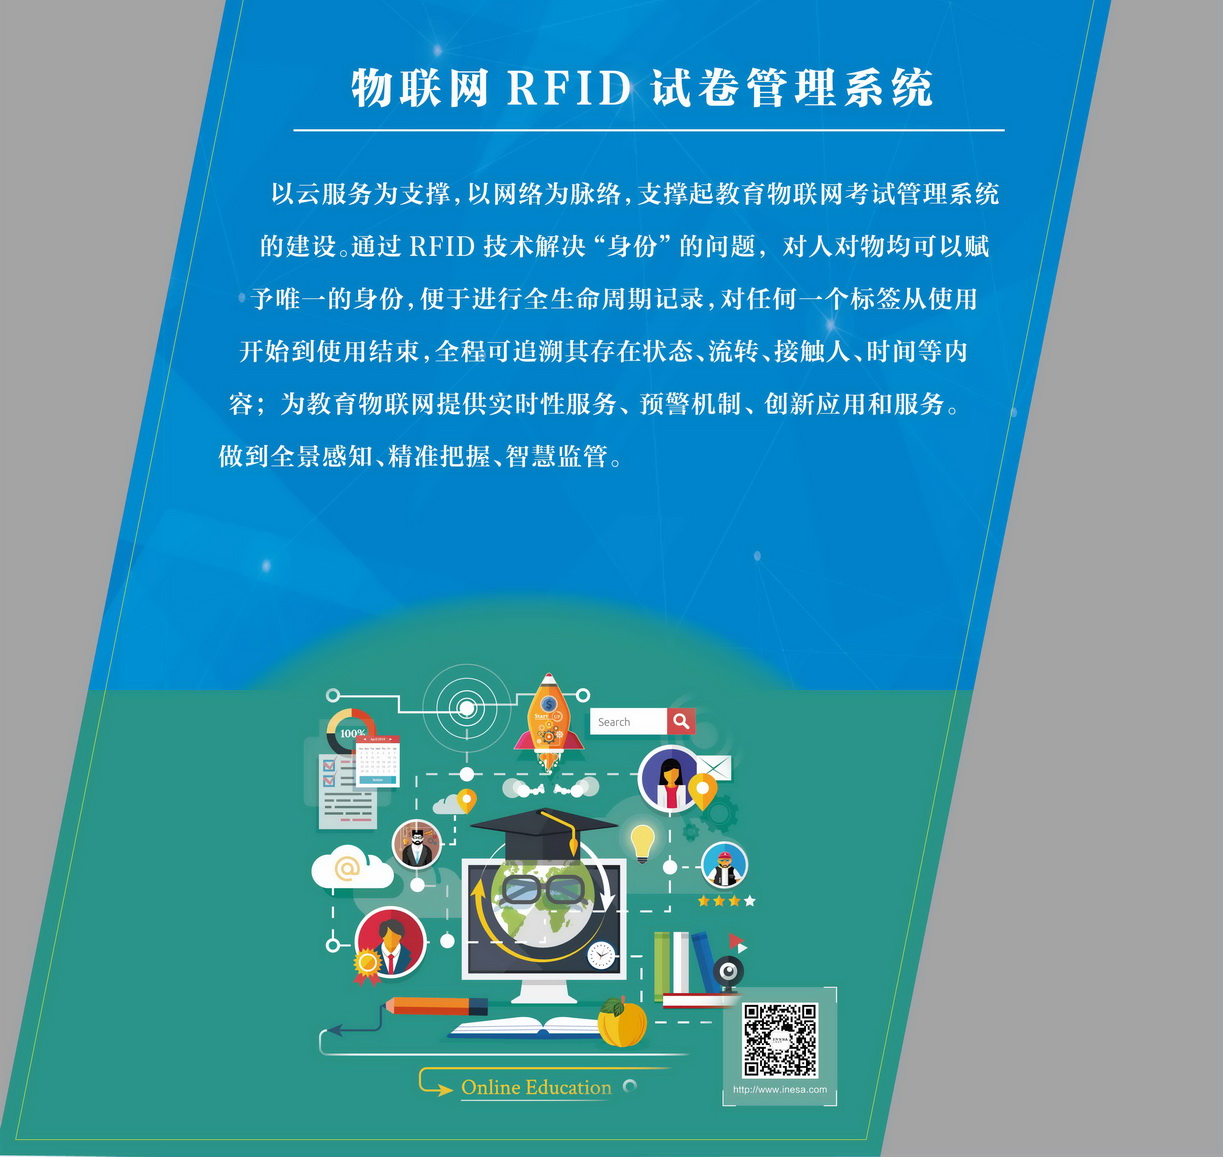 物联网 RFID 试卷管理系统
以云服务为支撑,以网络为脉络,支撑起教育物联网考试管理系统
的建设。通过 RFID 技术解决“身份”的问题，对人对物均可以赋
予唯一的身份,便于进行全生命周期记录,对任何一个标签从使用
开始到使用结束,全程可追溯其存在状态、流转、接触人、时间等内
容；为教育物联网提供实时性服务、预警机制、创新应用和服务。
做到全景感知、精准把握、智慧监管。
Search
100%
@
Online Education
http://www.inesa.com